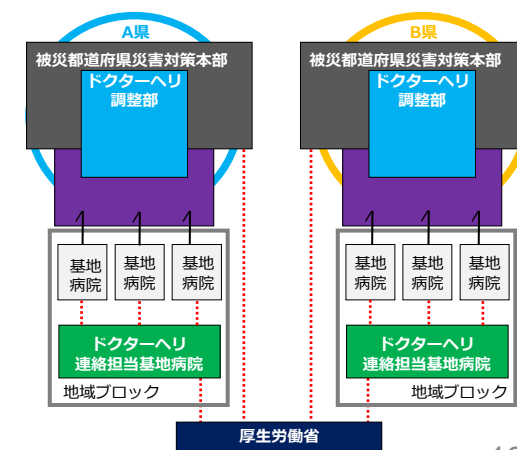 A県
被災都道府県災害対策本部
ドクターヘリ
調整部
基地
病院
基地
病院
基地
病院
ドクターヘリ
連絡担当基地病院
地域ブロック
B県
被災都道府県災害対策本部
ドクターヘリ
調整部
基地
病院
基地
病院
基地
病院
ドクターヘリ
連絡担当基地病院
地域ブロック
厚生労働省